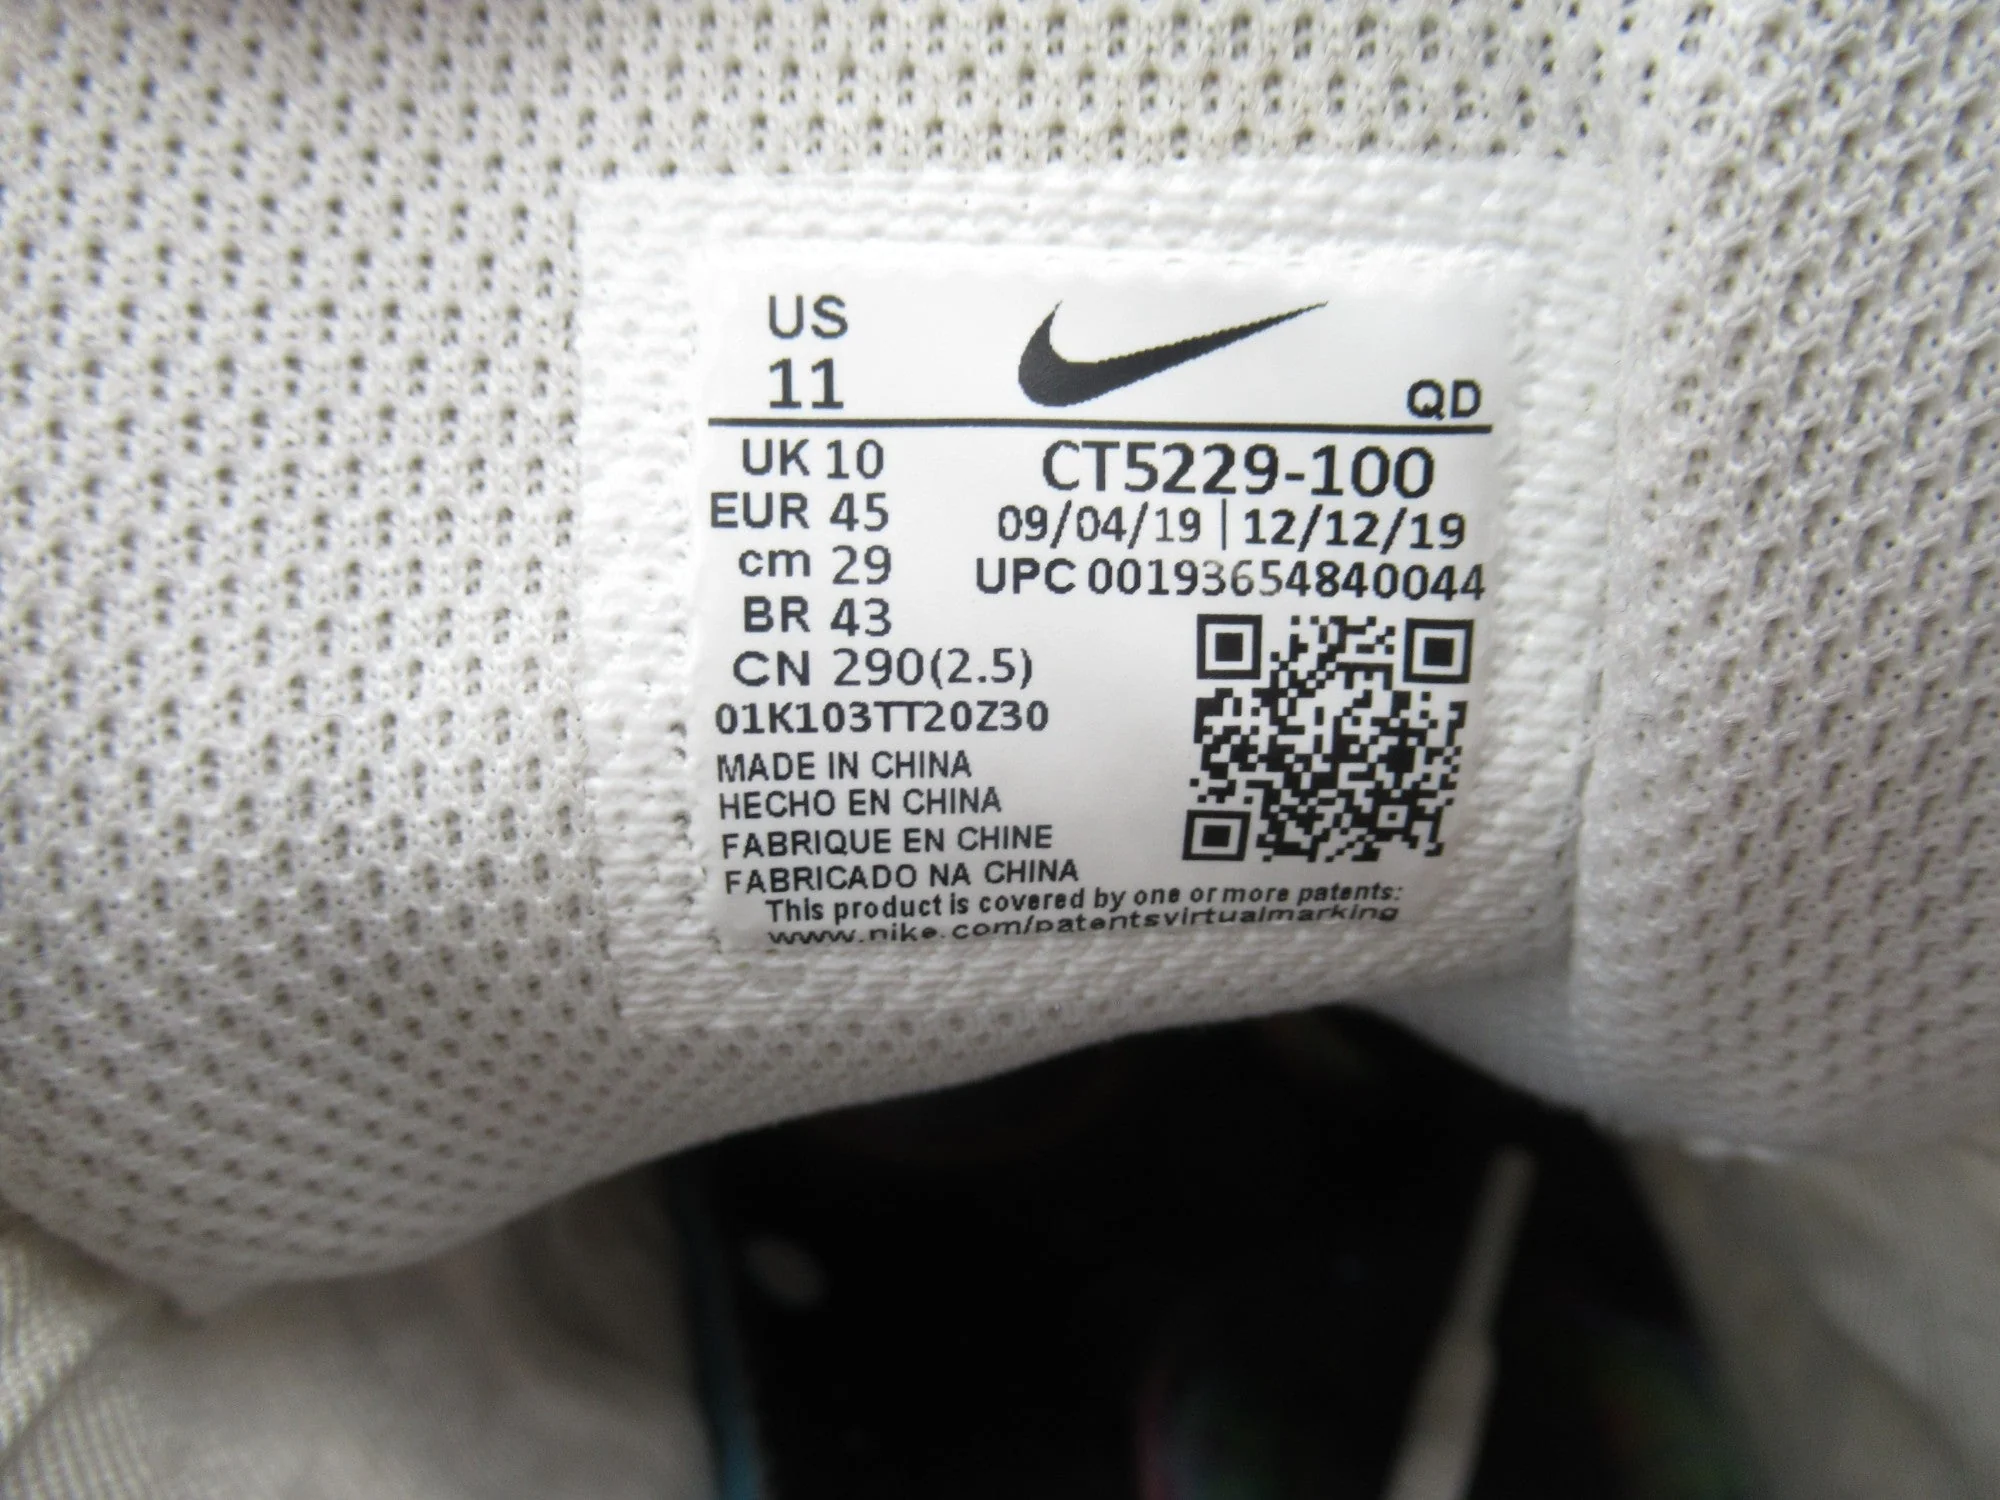 US
11
QD
UK 10
EUR 45
cm 29
BR 43
CN 290(2.5)
CT5229-100
09/04/19 | 12/12/19
UPC 00193654840044
01K103TT20Z30
MADE IN CHINA
HECHO EN CHINA
FABRIQUE EN CHINE
FABRICADO NA CHINA
This product is covered by one or more patents:
www.nike.com/patentsvirtualmarking